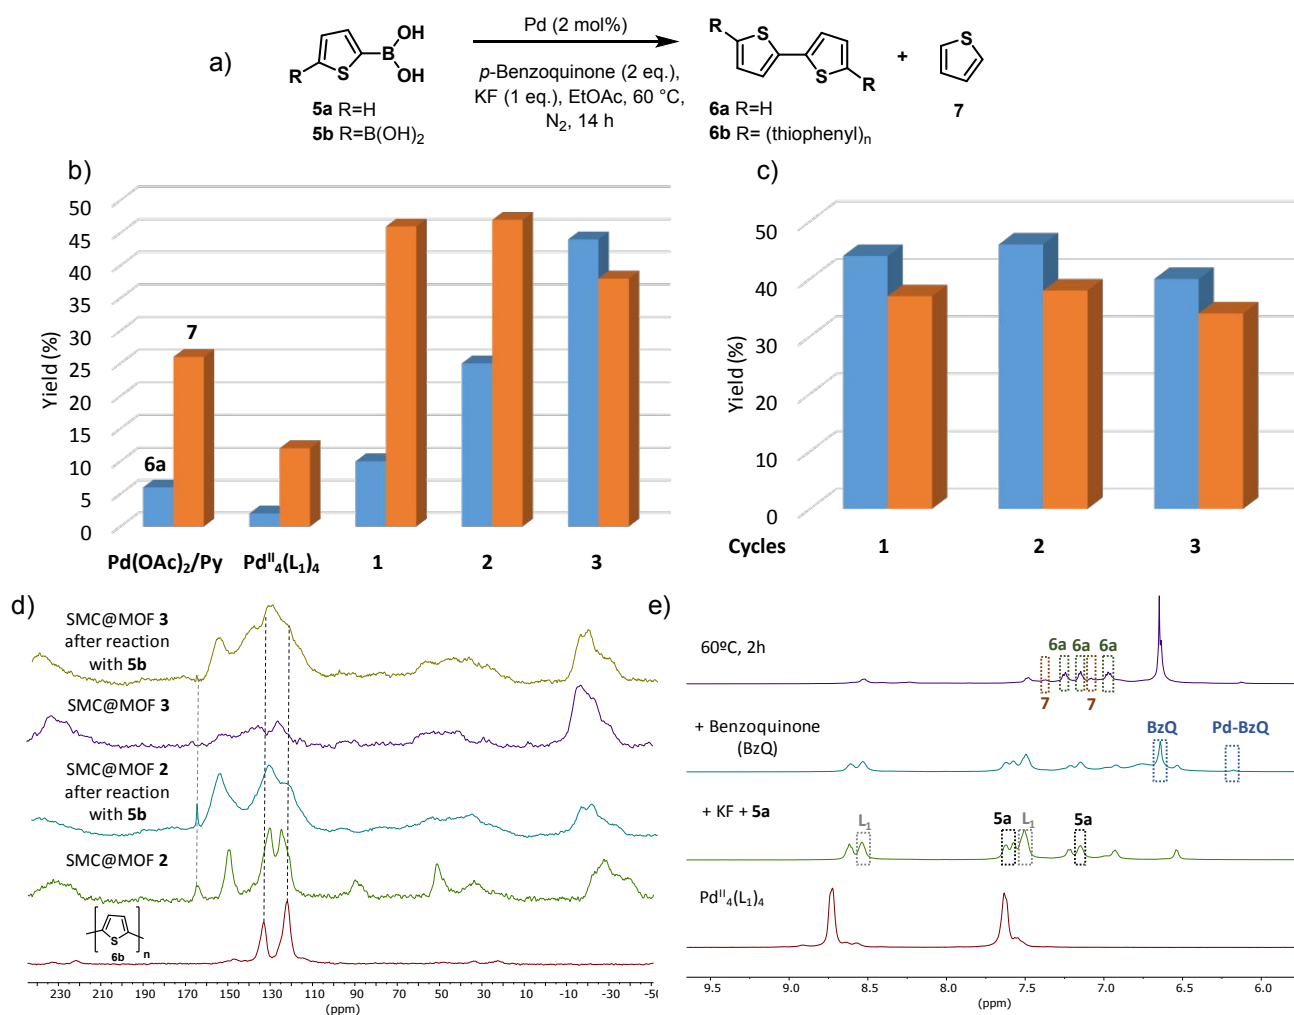 a)
R
S
B
OH
OH
5a R=H
5b R=B(OH)2
Pd (2 mol%)
p-Benzoquinone (2 eq.),
KF (1 eq.), EtOAc, 60 °C,
N2, 14 h
R
S
S
R
6a R=H
6b R= (thiophenyl)n
+
S
7
b)
Yield (%)
50
45
40
35
30
25
20
15
10
5
0
6a
7
Pd(OAc)2/Py
PdII4(L1)4
1
2
3
c)
Yield (%)
50
40
30
20
10
0
Cycles
1
2
3
d)
SMC@MOF 3
after reaction
with 5b
SMC@MOF 3
SMC@MOF 2
after reaction
with 5b
SMC@MOF 2
S
6b
n
230 210 190 170 150 130 110 90 70 50 30 10 -10 -30 -50
(ppm)
e)
60ºC, 2h
6a 6a 6a
7 7
+ Benzoquinone
(BzQ)
BzQ
Pd-BzQ
+ KF + 5a
L1
5a
L1
5a
PdII4(L1)4
9.5 9.0 8.5 8.0 7.5 7.0 6.5 6.0
(ppm)